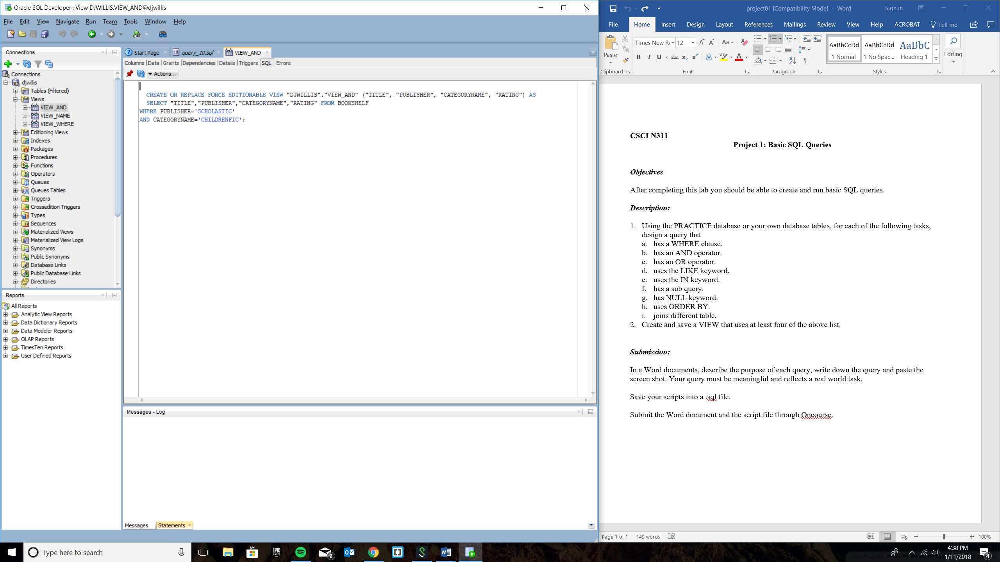 Oracle SQL Developer : View DJWILLIS.VIEW_AND@djwillis
File Edit View Navigate Run Team Tools Window Help
Connections
Connections
djwillis
Tables (Filtered)
Views
VIEW_AND
VIEW_NAME
VIEW_WHERE
Editioning Views
Indexes
Packages
Procedures
Functions
Operators
Queues
Queues Tables
Triggers
Crossedition Triggers
Types
Sequences
Materialized Views
Materialized View Logs
Synonyms
Public Synonyms
Database Links
Public Database Links
Directories
Reports
All Reports
Analytic View Reports
Data Dictionary Reports
Data Modeler Reports
OLAP Reports
TimesTen Reports
User Defined Reports
Start Page query_10.sql VIEW_AND
Columns Data Grants Dependencies Details Triggers SQL Errors
Actions...
CREATE OR REPLACE FORCE EDITIONABLE VIEW "DJWILLIS"."VIEW_AND" ("TITLE", "PUBLISHER", "CATEGORYNAME", "RATING") AS
SELECT "TITLE","PUBLISHER","CATEGORYNAME","RATING" FROM BOOKSHELF
WHERE PUBLISHER='SCHOLASTIC'
AND CATEGORYNAME='CHILDRENFIC';
Messages - Log
Messages Statements
project01 [Compatibility Mode] - Word Sign in
File Home Insert Design Layout References Mailings Review View Help ACROBAT Tell me
Paste
Clipboard
Times New R 12
Font
Paragraph
AaBbCcDd AaBbCcDd AaBbC
¶ Normal ¶ No Spac... Heading 1
Styles
Editing
CSCI N311
Project 1: Basic SQL Queries
Objectives
After completing this lab you should be able to create and run basic SQL queries.
Description:
1. Using the PRACTICE database or your own database tables, for each of the following tasks,
design a query that
a. has a WHERE clause.
b. has an AND operator.
c. has an OR operator.
d. uses the LIKE keyword.
e. uses the IN keyword.
f. has a sub query.
g. has NULL keyword.
h. uses ORDER BY.
i. joins different table.
2. Create and save a VIEW that uses at least four of the above list.
Submission:
In a Word documents, describe the purpose of each query, write down the query and paste the
screen shot. Your query must be meaningful and reflects a real world task.
Save your scripts into a .sql file.
Submit the Word document and the script file through Oncourse.
Page 1 of 1 149 words 100%
Type here to search
EPIC GAMES
2
4:38 PM
1/11/2018
4